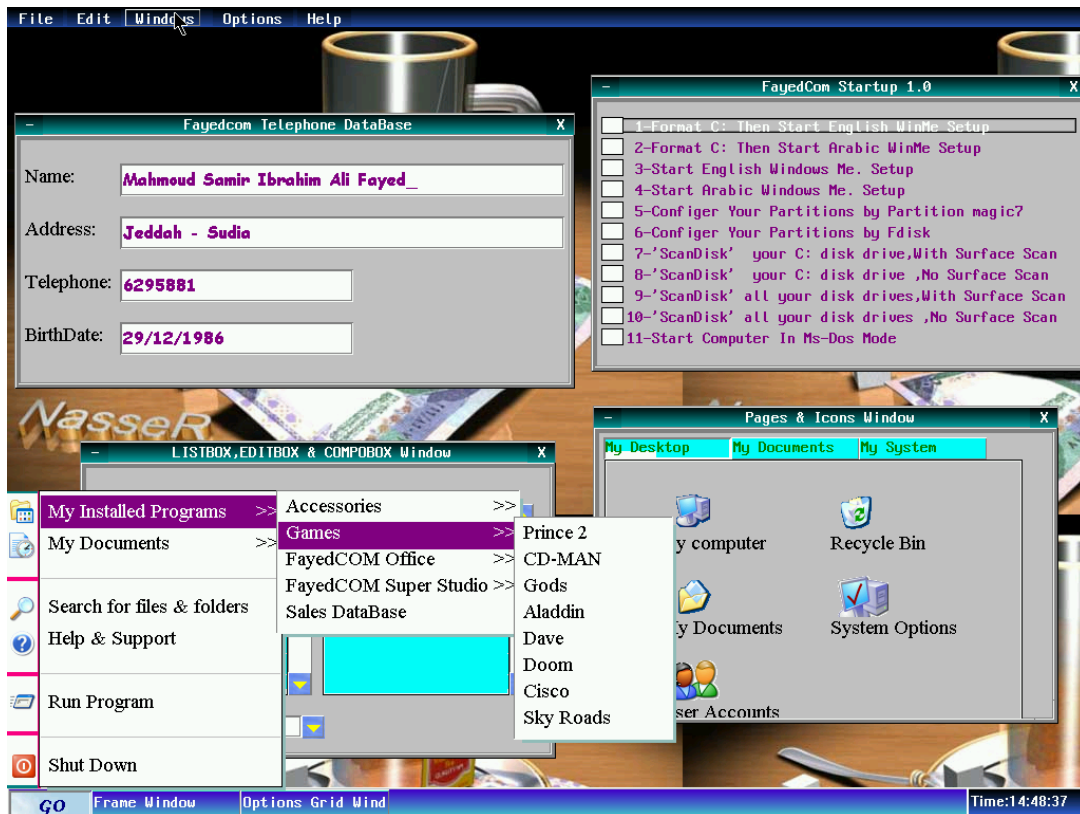 File Edit Windows Options Help
Fayedcom Telephone DataBase X
Name: Mahmoud Samir Ibrahim Ali Fayed_
Address: Jeddah - Sudia
Telephone: 6295881
BirthDate: 29/12/1986
FayedCom Startup 1.0 X
1-Format C: Then Start English WinMe Setup
2-Format C: Then Start Arabic WinMe Setup
3-Start English Windows Me. Setup
4-Start Arabic Windows Me. Setup
5-Configer Your Partitions by Partition magic7
6-Configer Your Partitions by Fdisk
7-'ScanDisk' your C: disk drive,With Surface Scan
8-'ScanDisk' your C: disk drive ,No Surface Scan
9-'ScanDisk' all your disk drives,With Surface Scan
10-'ScanDisk' all your disk drives ,No Surface Scan
11-Start Computer In Ms-Dos Mode
NasseR
LISTBOX,EDITBOX & COMPOBOX Window X
Pages & Icons Window X
My Desktop My Documents My System
y computer Recycle Bin
y Documents System Options
ser Accounts
My Installed Programs >>
My Documents >>
Search for files & folders
Help & Support
Run Program
Shut Down
Accessories >>
Games >>
FayedCOM Office >>
FayedCOM Super Studio >>
Sales DataBase
Prince 2
CD-MAN
Gods
Aladdin
Dave
Doom
Cisco
Sky Roads
GO Frame Window Options Grid Wind Time:14:48:37